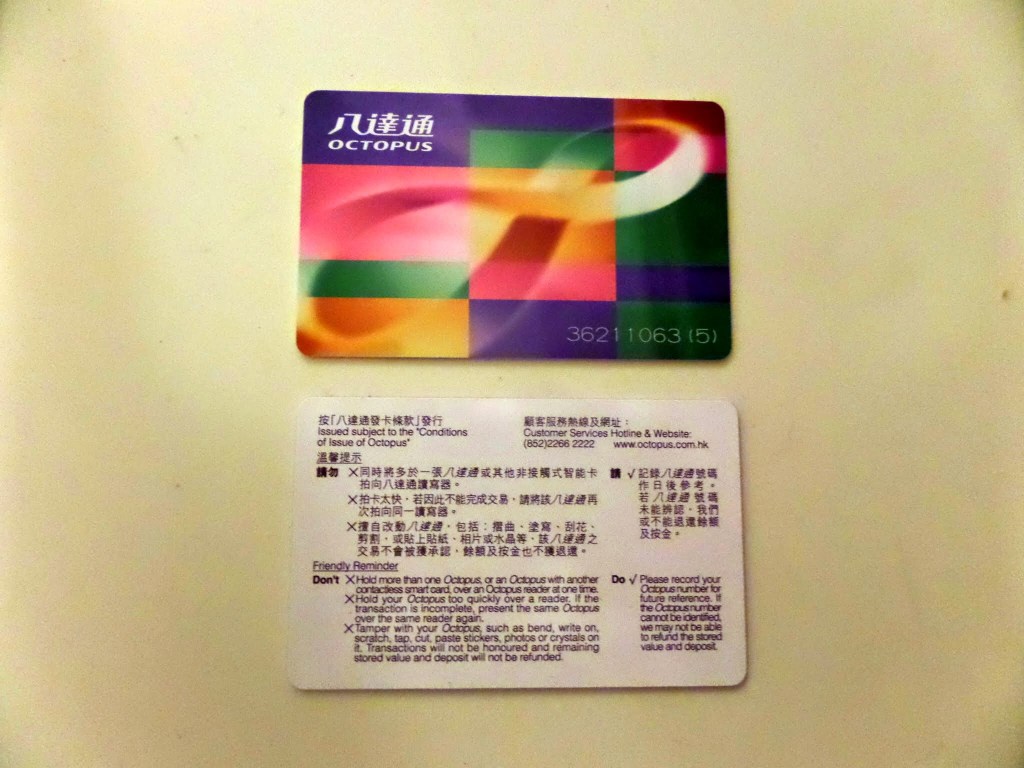 八達通
OCTOPUS
36211063 (5)
按「八達通發卡條款」發行
Issued subject to the "Conditions
of Issue of Octopus"
顧客服務熱線及網址：
Customer Services Hotline & Website:
(852)2266 2222 www.octopus.com.hk
溫馨提示
請勿 ╳同時將多於一張八達通或其他非接觸式智能卡
拍向八達通讀寫器。
╳拍卡太快，若因此不能完成交易，請將該八達通再
次拍向同一讀寫器。
╳擅自改動八達通，包括：摺曲、塗寫、刮花、
剪割，或貼上貼紙、相片或水晶等，該八達通之
交易不會被獲承認，餘額及按金也不獲退還。
請 √ 記錄八達通號碼
作日後參考。
若八達通號碼
未能辨認，我們
或不能退還餘額
及按金。
Friendly Reminder
Don't ╳Hold more than one Octopus, or an Octopus with another
contactless smart card, over an Octopus reader at one time.
╳Hold your Octopus too quickly over a reader. If the
transaction is incomplete, present the same Octopus
over the same reader again.
╳Tamper with your Octopus, such as bend, write on,
scratch, tap, cut, paste stickers, photos or crystals on
it. Transactions will not be honoured and remaining
stored value and deposit will not be refunded.
Do √ Please record your
Octopus number for
future reference. If
the Octopus number
cannot be identified,
we may not be able
to refund the stored
value and deposit.